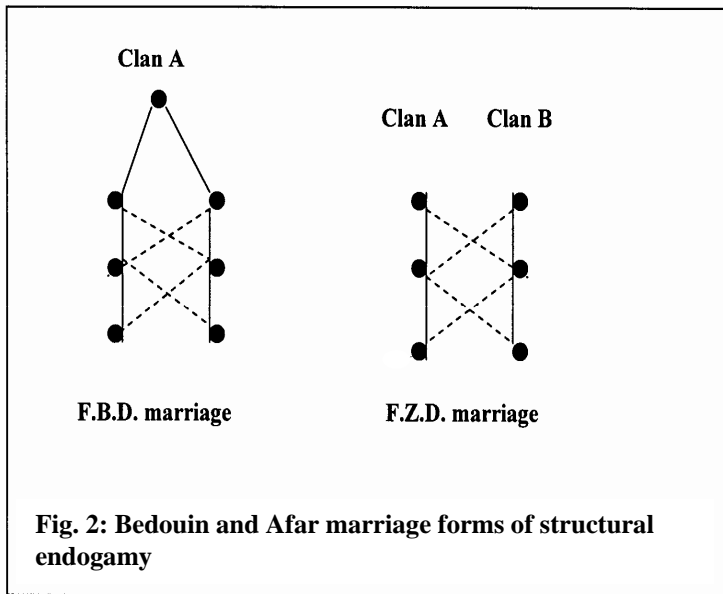 Clan A
Clan A Clan B
F.B.D. marriage F.Z.D. marriage
Fig. 2: Bedouin and Afar marriage forms of structural
endogamy